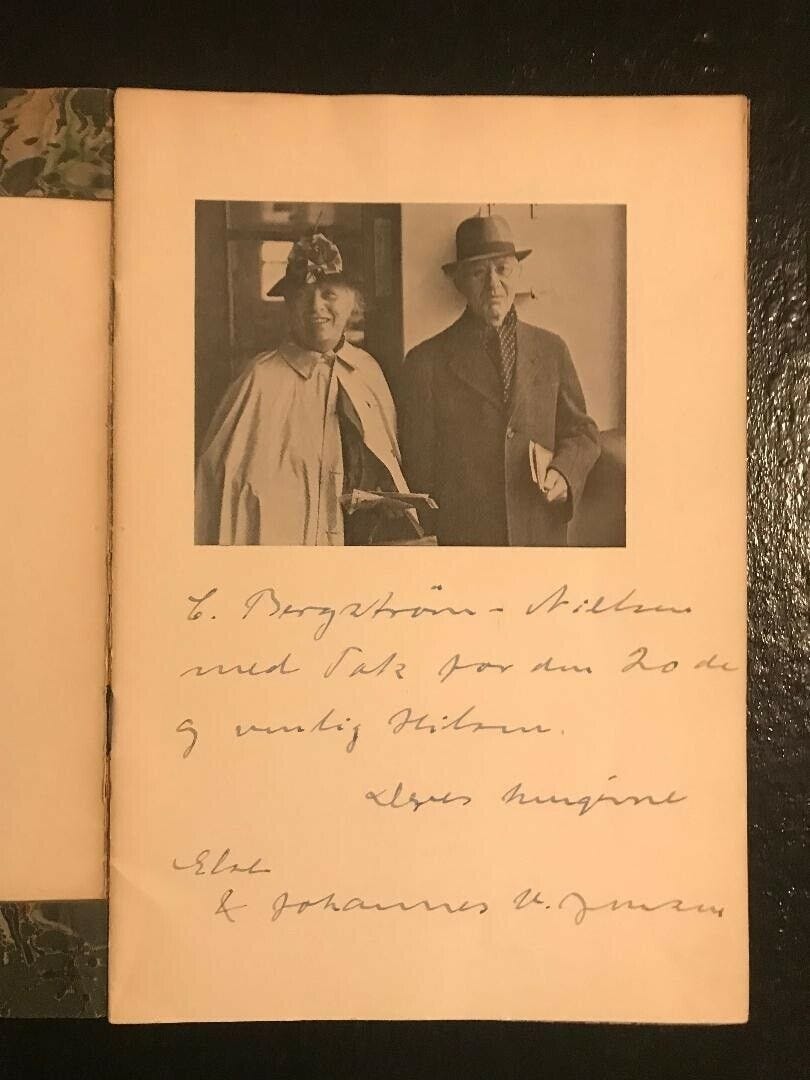 C. Bergström-Nielsen
med Tak for den 20de
og venlig Hilsen.
Deres hengivne
Else
& Johannes V. Jensen